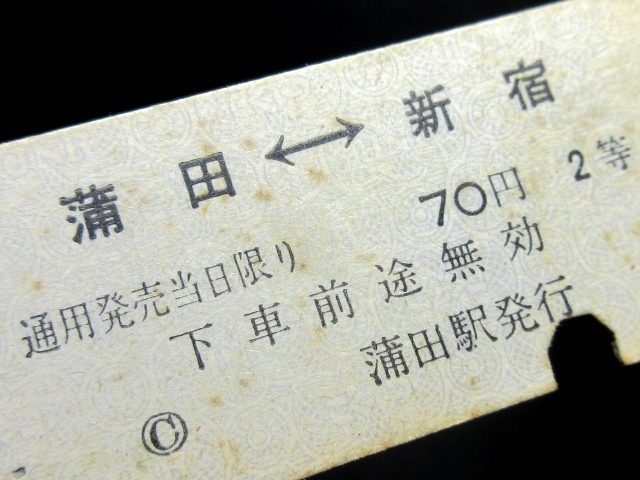 蒲田↔新宿
70円 2等
通用発売当日限り
下車前途無効
蒲田駅発行
Ⓒ